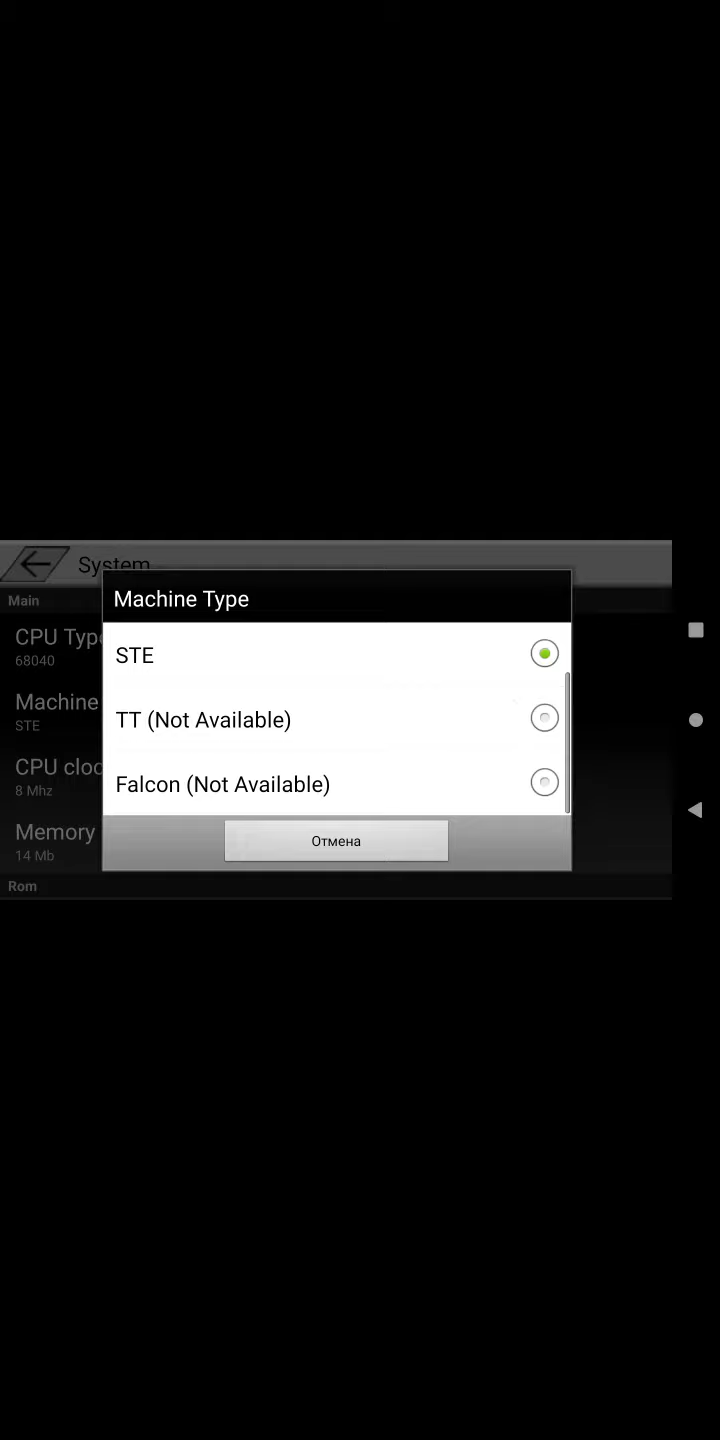 System
Main
CPU Type
68040
Machine
STE
CPU cloc
8 Mhz
Memory
14 Mb
Rom
Machine Type
STE
TT (Not Available)
Falcon (Not Available)
Отмена